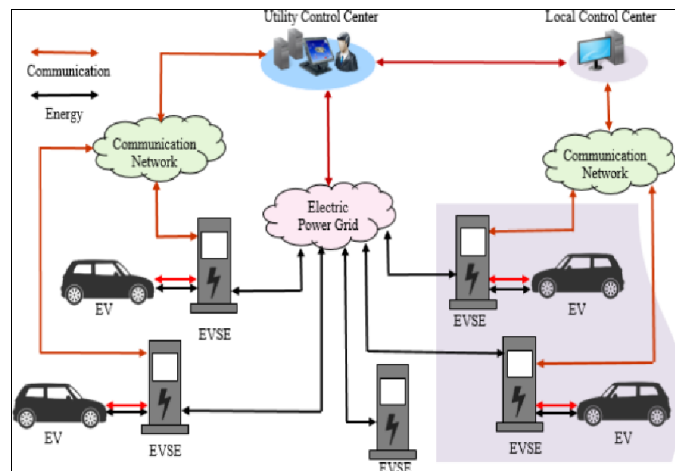 Utility Control Center
Local Control Center
Communication
Energy
Communication
Network
Communication
Network
Electric
Power Grid
EV
EVSE
EVSE
EV
EV
EVSE
EVSE
EVSE
EV